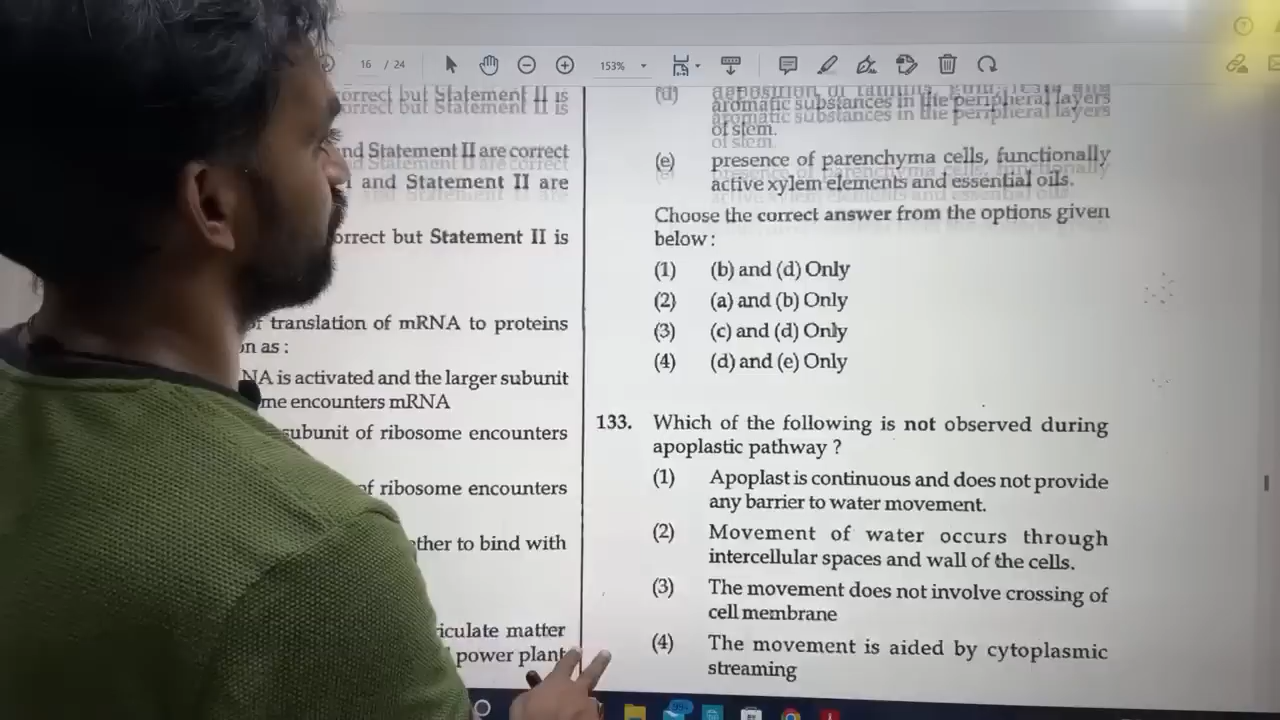 16 / 24
153%
orrect but Statement II is
nd Statement II are correct
and Statement II are
orrect but Statement II is
translation of mRNA to proteins
n as :
NA is activated and the larger subunit
me encounters mRNA
subunit of ribosome encounters
of ribosome encounters
ther to bind with
iculate matter
power plant
(d)
aromatic substances in the peripheral layers
of stem.
(e) presence of parenchyma cells, functionally
active xylem elements and essential oils.
Choose the correct answer from the options given
below :
(1) (b) and (d) Only
(2) (a) and (b) Only
(3) (c) and (d) Only
(4) (d) and (e) Only
133. Which of the following is not observed during
apoplastic pathway ?
(1) Apoplast is continuous and does not provide
any barrier to water movement.
(2) Movement of water occurs through
intercellular spaces and wall of the cells.
(3) The movement does not involve crossing of
cell membrane
(4) The movement is aided by cytoplasmic
streaming
99+